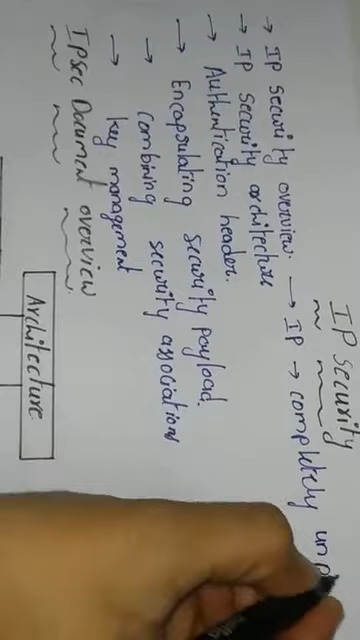 IP security
→ IP security overview. → IP → completely
→ IP security architecture
→ Authentication header.
→ Encapsulating security payload.
→ combining security associations
→ key management
IPsec Document overview
Architecture